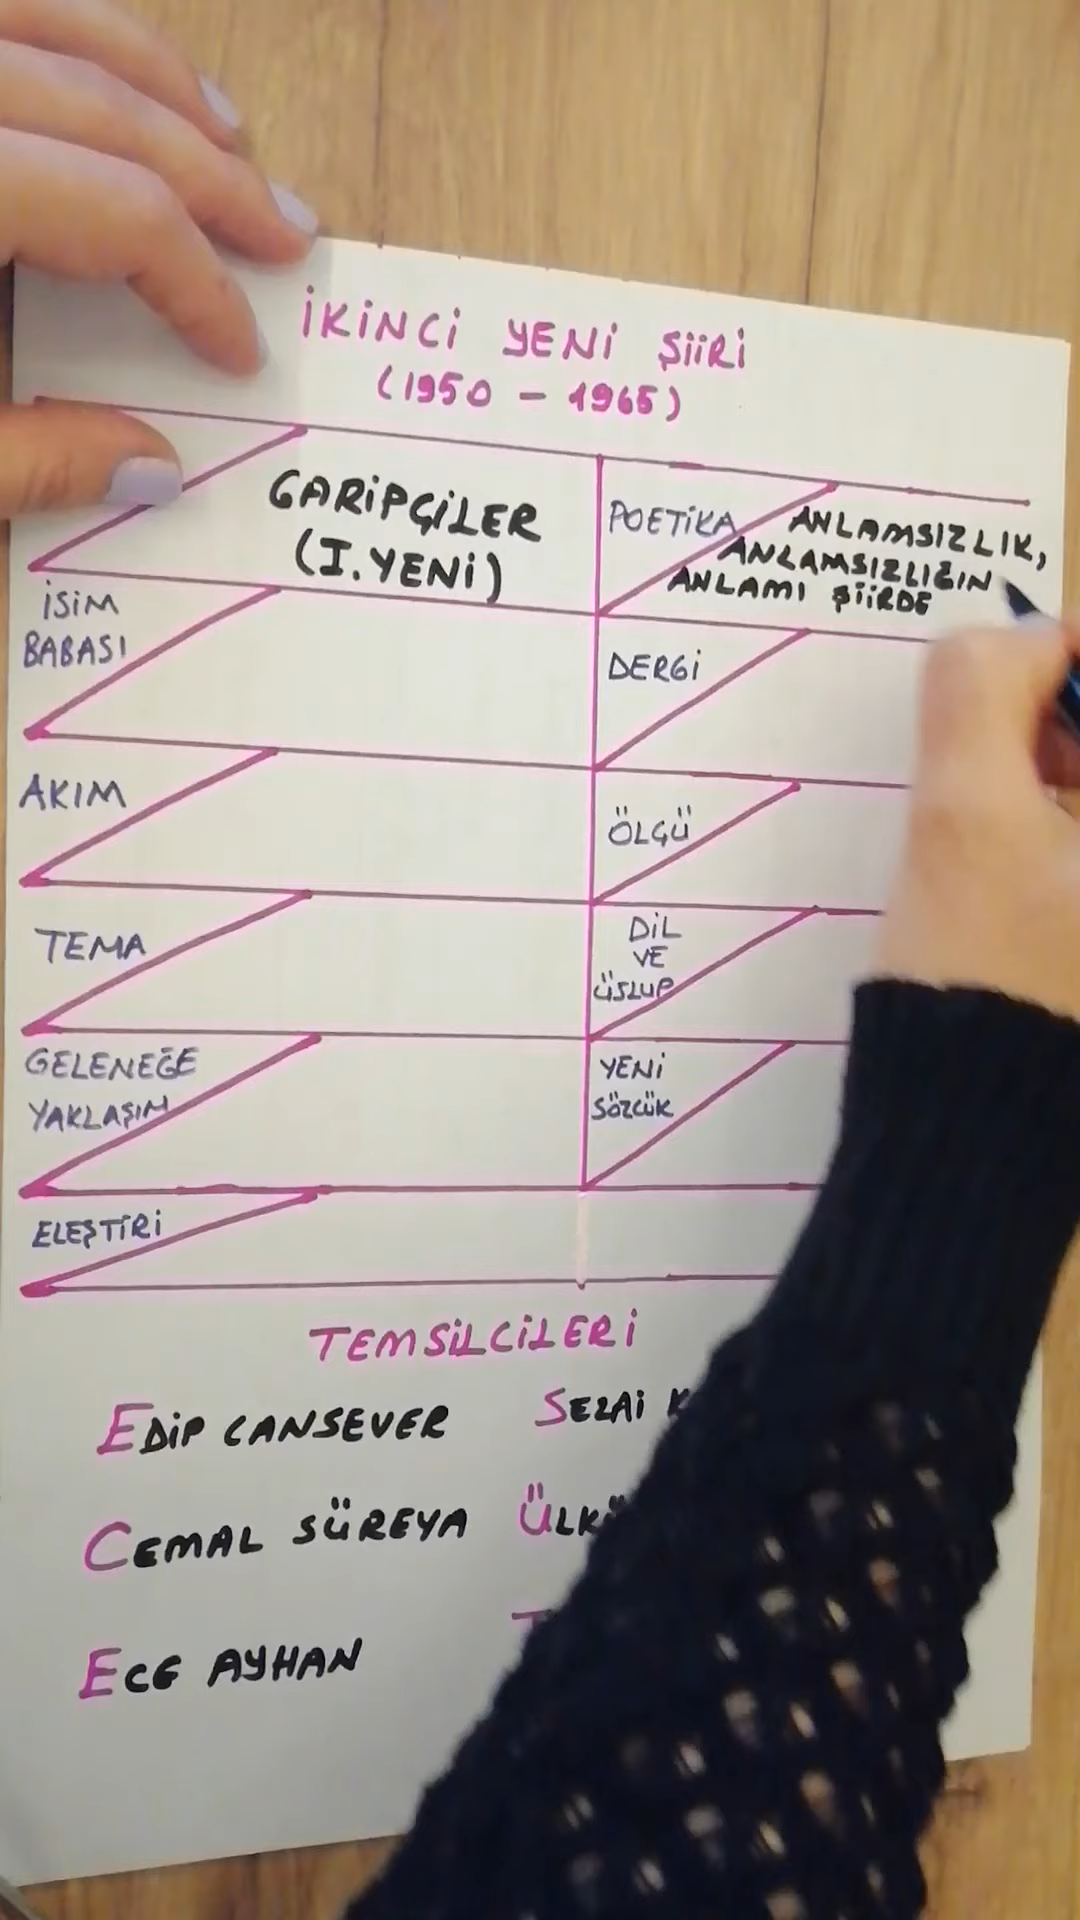 İKİNCİ YENİ ŞİİRİ
(1950 - 1965)
GARİPÇİLER
(I. YENİ)
POETİKA
ANLAMSIZLIK,
ANLAMSIZLIĞIN
ANLAMI ŞİİRDE
İSİM
BABASI
DERGİ
AKIM
ÖLÇÜ
TEMA
DİL
VE
ÜSLUP
GELENEĞE
YAKLAŞIM
YENİ
SÖZCÜK
ELEŞTİRİ
TEMSİLCİLERİ
EDİP CANSEVER
SEZAİ
CEMAL SÜREYA
ECE AYHAN